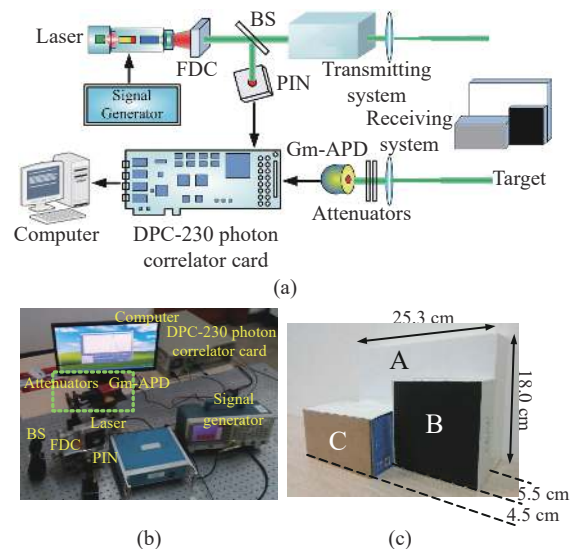 Laser
BS
FDC
PIN
Signal
Generator
Transmitting
system
Receiving
system
Gm-APD
Attenuators
Target
Computer
DPC-230 photon
correlator card
(a)
Computer
DPC-230 photon
correlator card
Attenuators Gm-APD
Signal
generator
Laser
BS
FDC
PIN
(b)
25.3 cm
A
18.0 cm
B
C
5.5 cm
4.5 cm
(c)